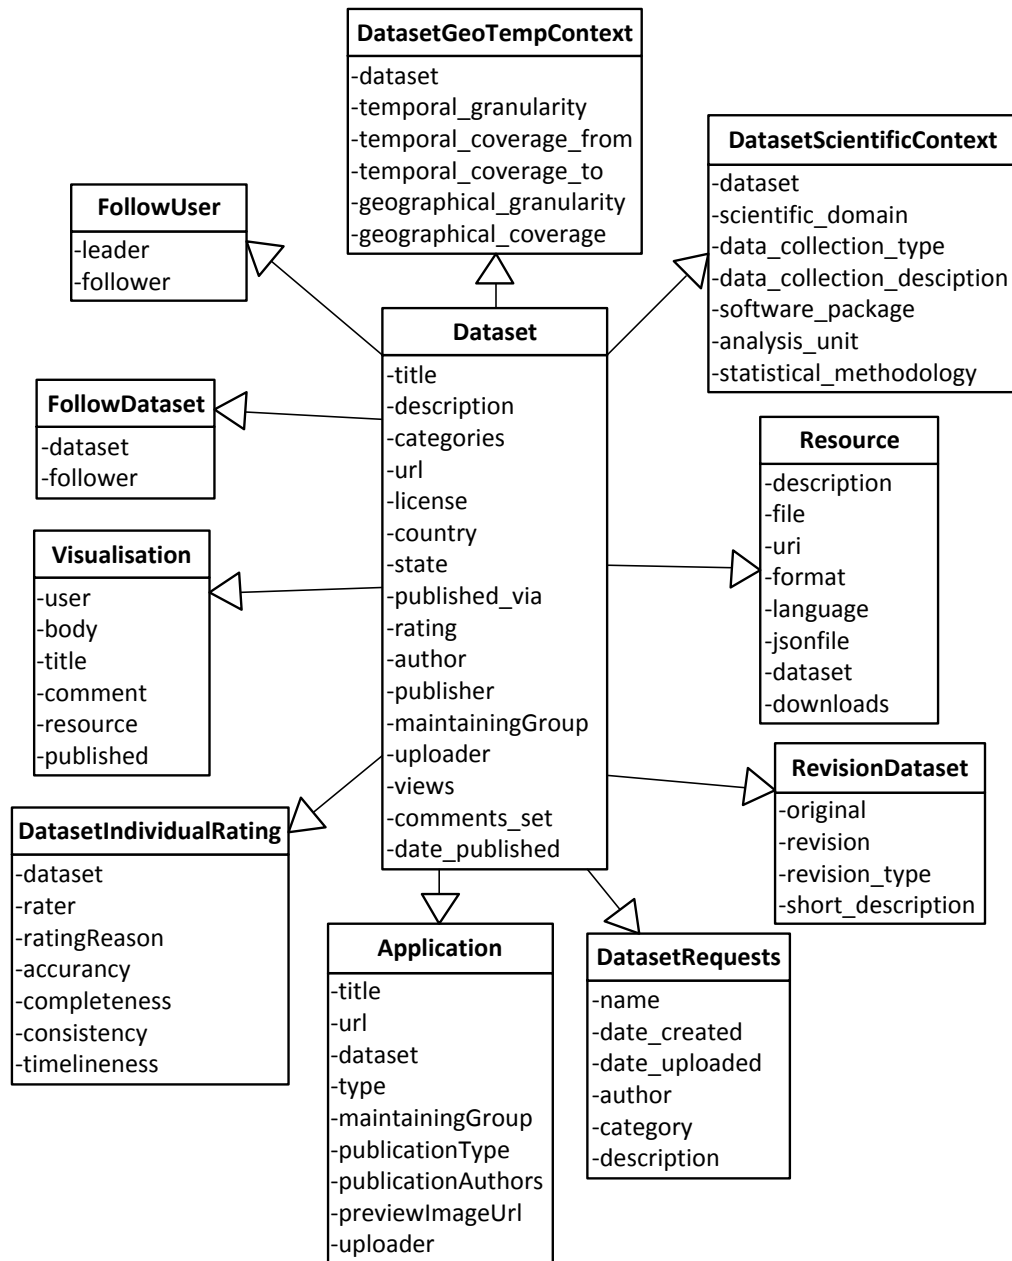 DatasetGeoTempContext
-dataset
-temporal_granularity
-temporal_coverage_from
-temporal_coverage_to
-geographical_granularity
-geographical_coverage
DatasetScientificContext
-dataset
-scientific_domain
-data_collection_type
-data_collection_desciption
-software_package
-analysis_unit
-statistical_methodology
FollowUser
-leader
-follower
Dataset
-title
-description
-categories
-url
-license
-country
-state
-published_via
-rating
-author
-publisher
-maintainingGroup
-uploader
-views
-comments_set
-date_published
FollowDataset
-dataset
-follower
Resource
-description
-file
-uri
-format
-language
-jsonfile
-dataset
-downloads
Visualisation
-user
-body
-title
-comment
-resource
-published
RevisionDataset
-original
-revision
-revision_type
-short_description
DatasetIndividualRating
-dataset
-rater
-ratingReason
-accurancy
-completeness
-consistency
-timelineness
Application
-title
-url
-dataset
-type
-maintainingGroup
-publicationType
-publicationAuthors
-previewImageUrl
-uploader
DatasetRequests
-name
-date_created
-date_uploaded
-author
-category
-description